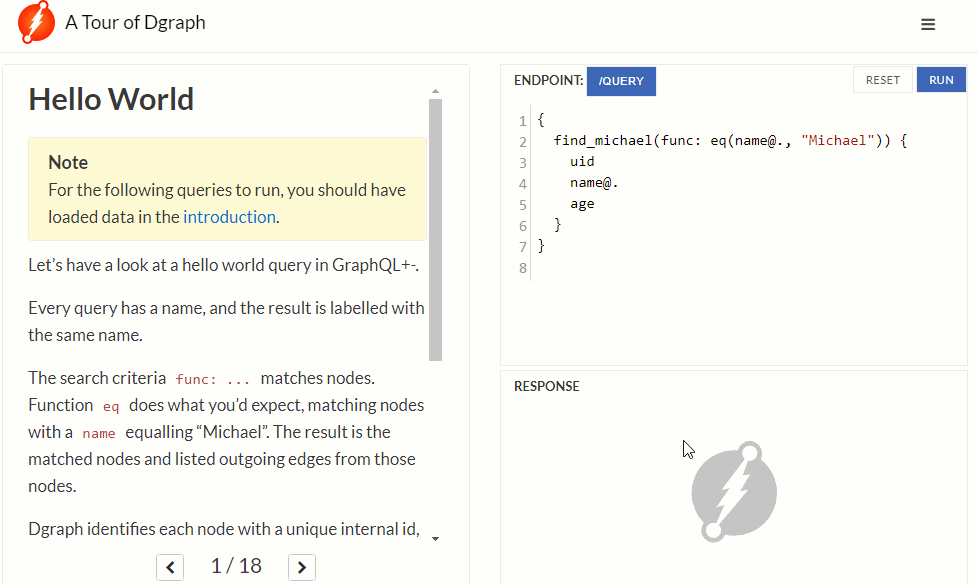 A Tour of Dgraph
Hello World
Note
For the following queries to run, you should have
loaded data in the introduction.
Let’s have a look at a hello world query in GraphQL+-.
Every query has a name, and the result is labelled with
the same name.
The search criteria func: ... matches nodes.
Function eq does what you’d expect, matching nodes
with a name equalling “Michael”. The result is the
matched nodes and listed outgoing edges from those
nodes.
Dgraph identifies each node with a unique internal id,
1 / 18
ENDPOINT: /QUERY
RESET
RUN
1 {
2 find_michael(func: eq(name@., "Michael")) {
3 uid
4 name@.
5 age
6 }
7 }
8
RESPONSE